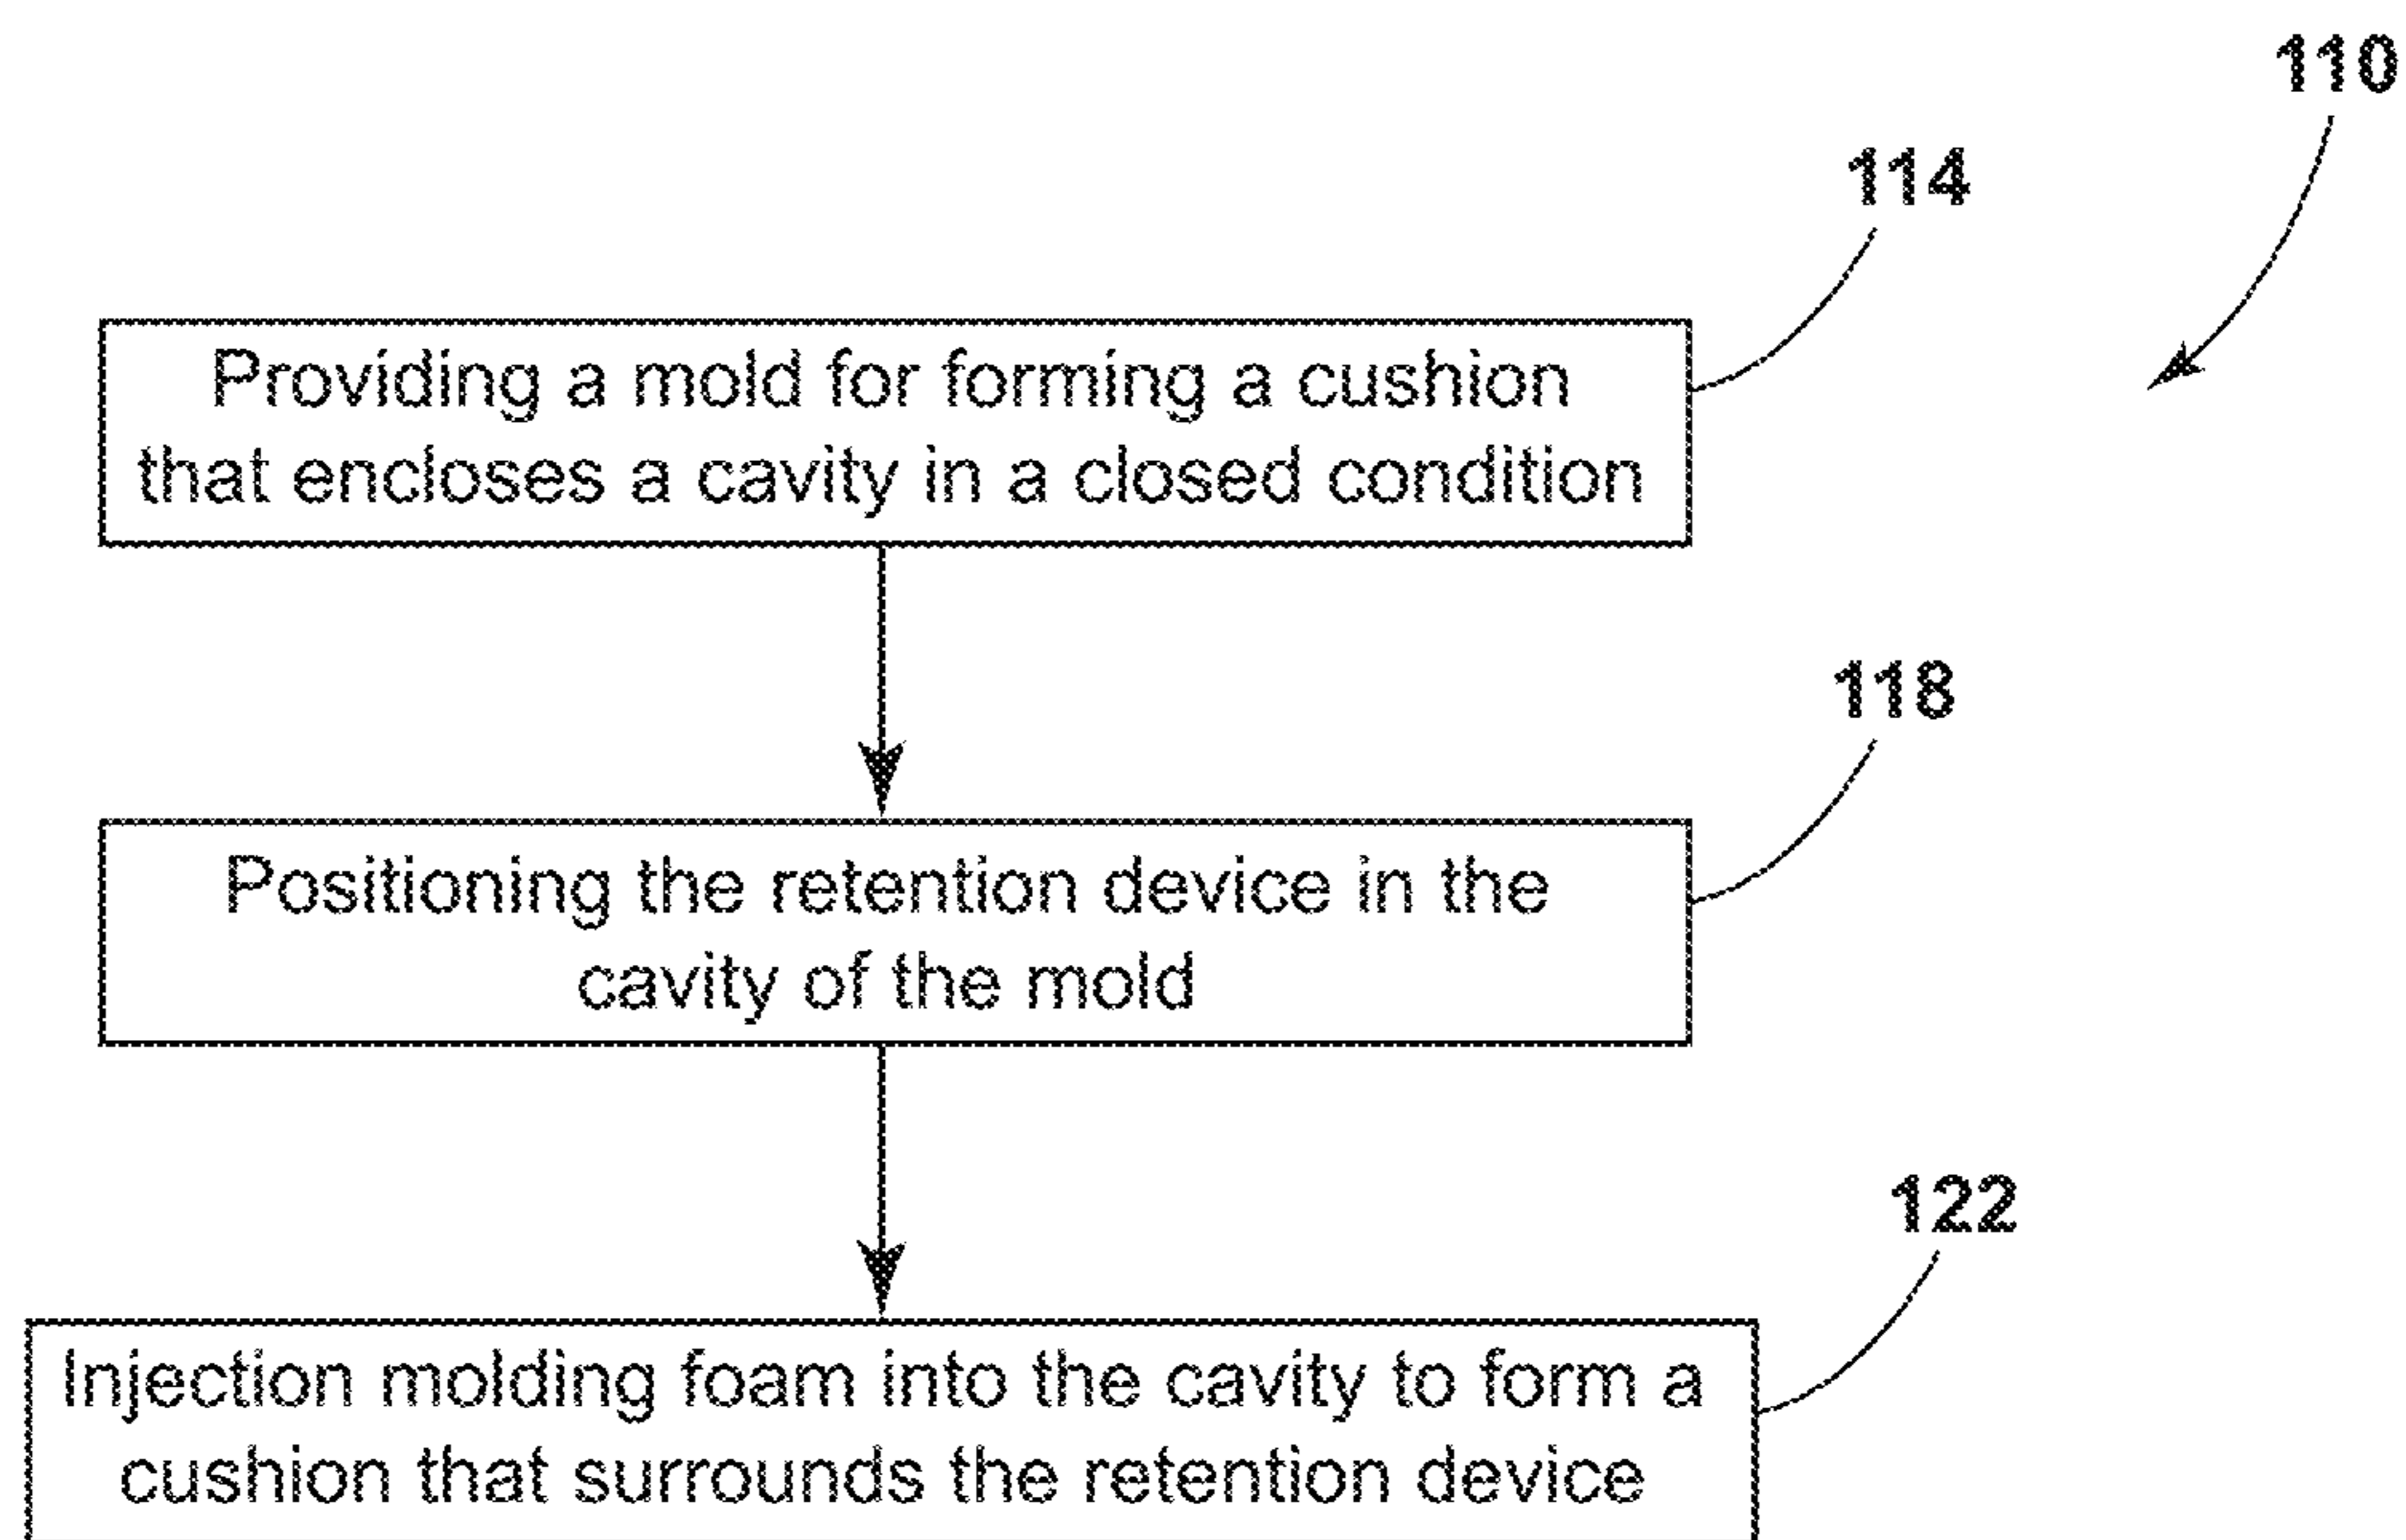 110
114
Providing a mold for forming a cushion
that encloses a cavity in a closed condition
118
Positioning the retention device in the
cavity of the mold
122
Injection molding foam into the cavity to form a
cushion that surrounds the retention device